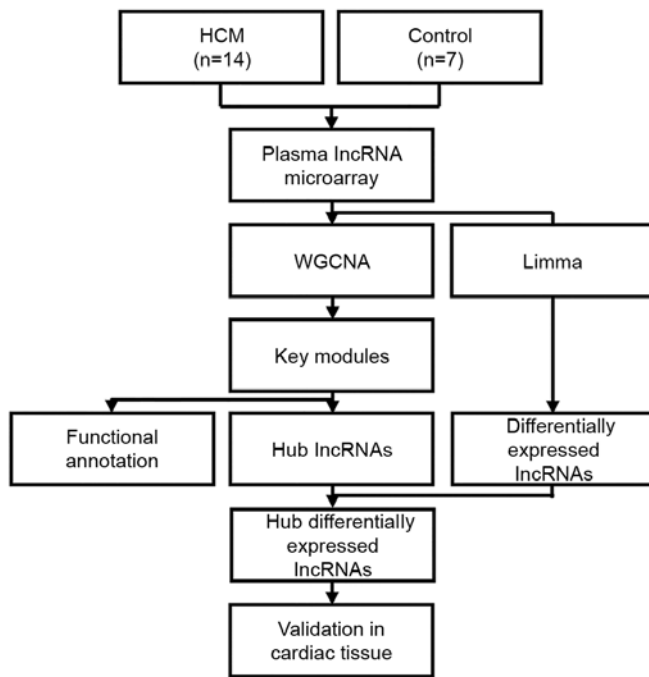 HCM
(n=14)
Control
(n=7)
Plasma lncRNA
microarray
WGCNA
Limma
Key modules
Functional
annotation
Hub lncRNAs
Differentially
expressed
lncRNAs
Hub differentially
expressed
lncRNAs
Validation in
cardiac tissue